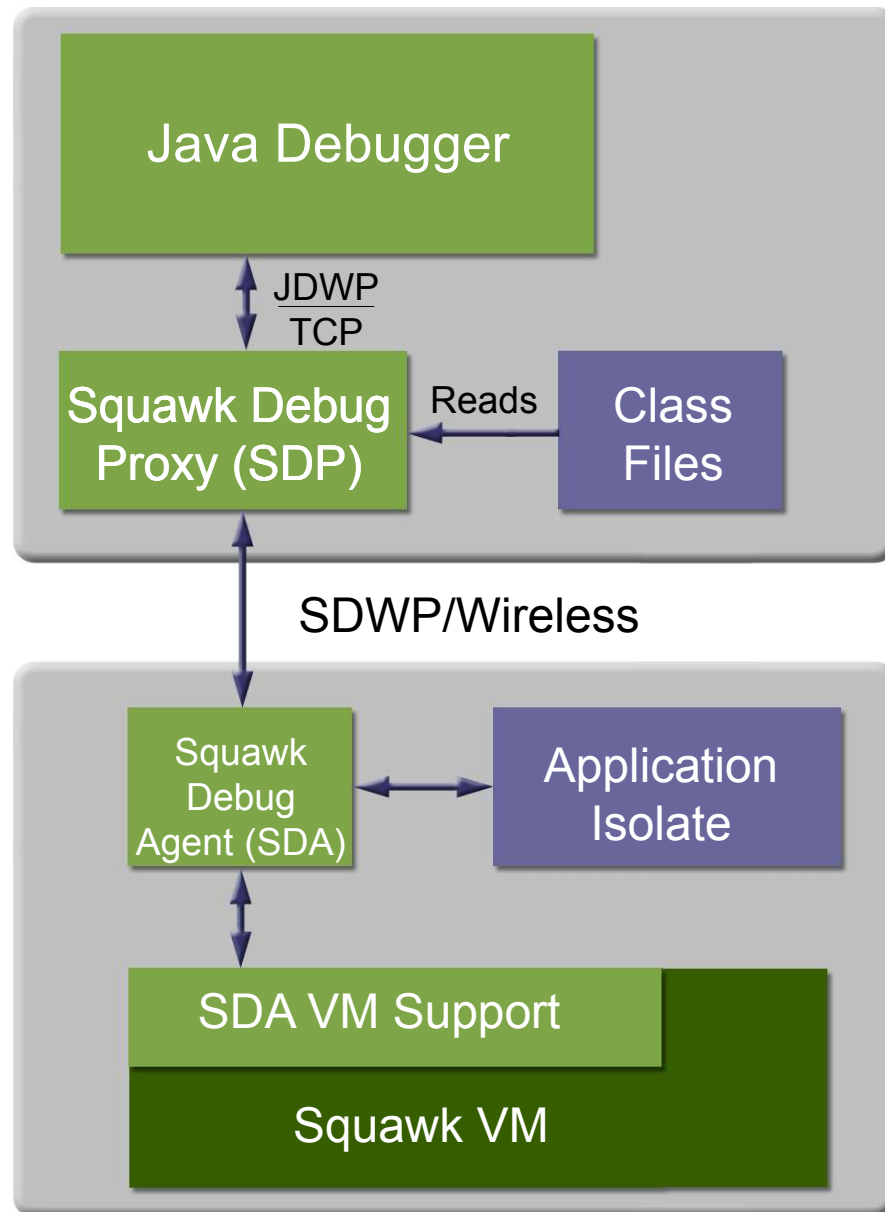 Java Debugger
JDWP
TCP
Squawk Debug
Proxy (SDP)
Reads
Class
Files
SDWP/Wireless
Squawk
Debug
Agent (SDA)
Application
Isolate
SDA VM Support
Squawk VM